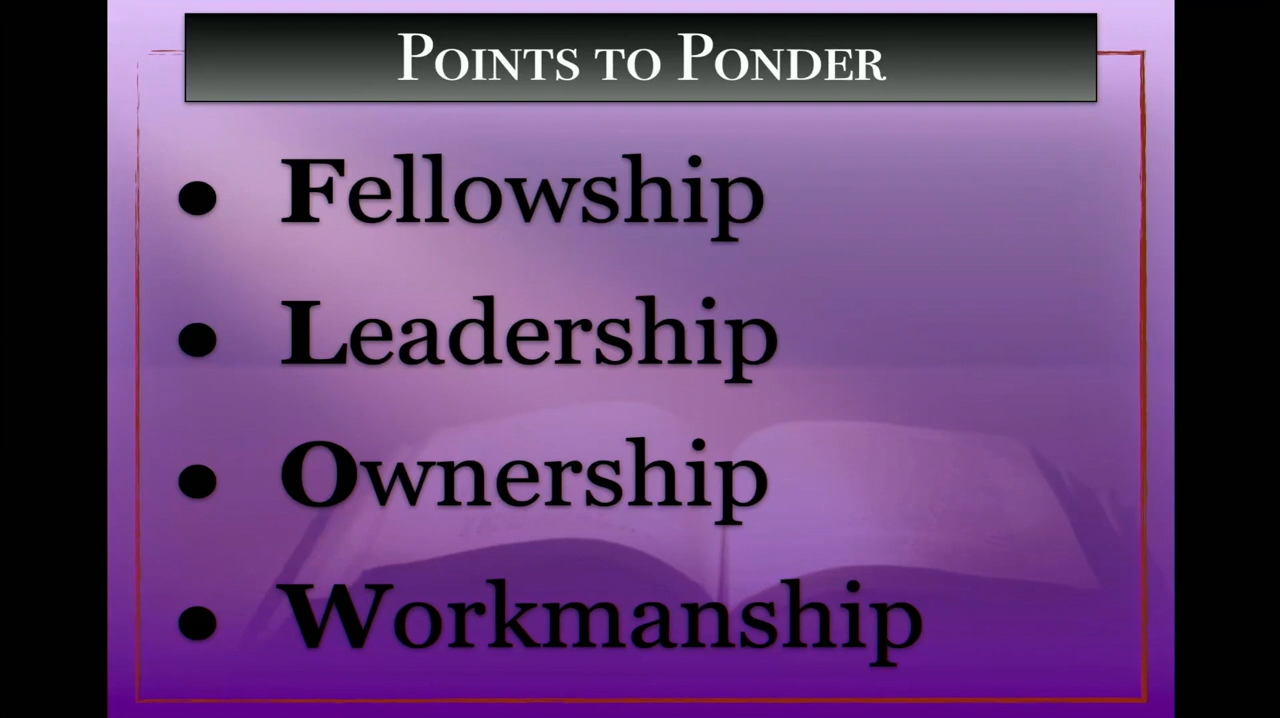 Points to Ponder
• Fellowship
• Leadership
• Ownership
• Workmanship